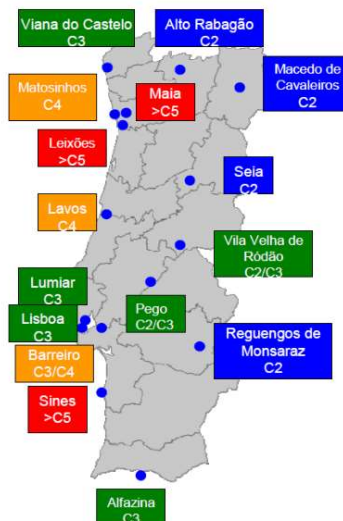 Viana do Castelo
C3
Alto Rabagão
C2
Macedo de
Cavaleiros
C2
Matosinhos
C4
Maia
>C5
Leixões
>C5
Seia
C2
Lavos
C4
Vila Velha de
Ródão
C2/C3
Lumiar
C3
Pego
C2/C3
Lisboa
C3
Reguengos de
Monsaraz
C2
Barreiro
C3/C4
Sines
>C5
Alfazina
C3